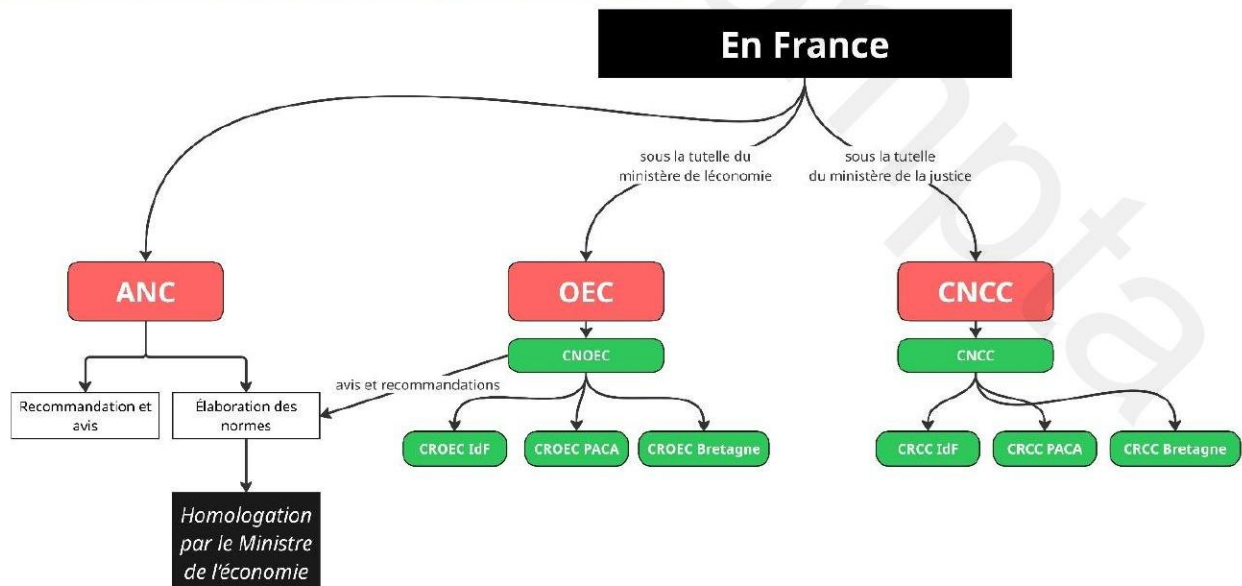 En France
sous la tutelle du
ministère de léconomie
sous la tutelle
du ministère de la justice
ANC
OEC
CNCC
CNOEC
CNCC
avis et recommandations
Recommandation et
avis
Élaboration des
normes
CROEC IdF
CROEC PACA
CROEC Bretagne
CRCC IdF
CRCC PACA
CRCC Bretagne
Homologation
par le Ministre
de l'économie